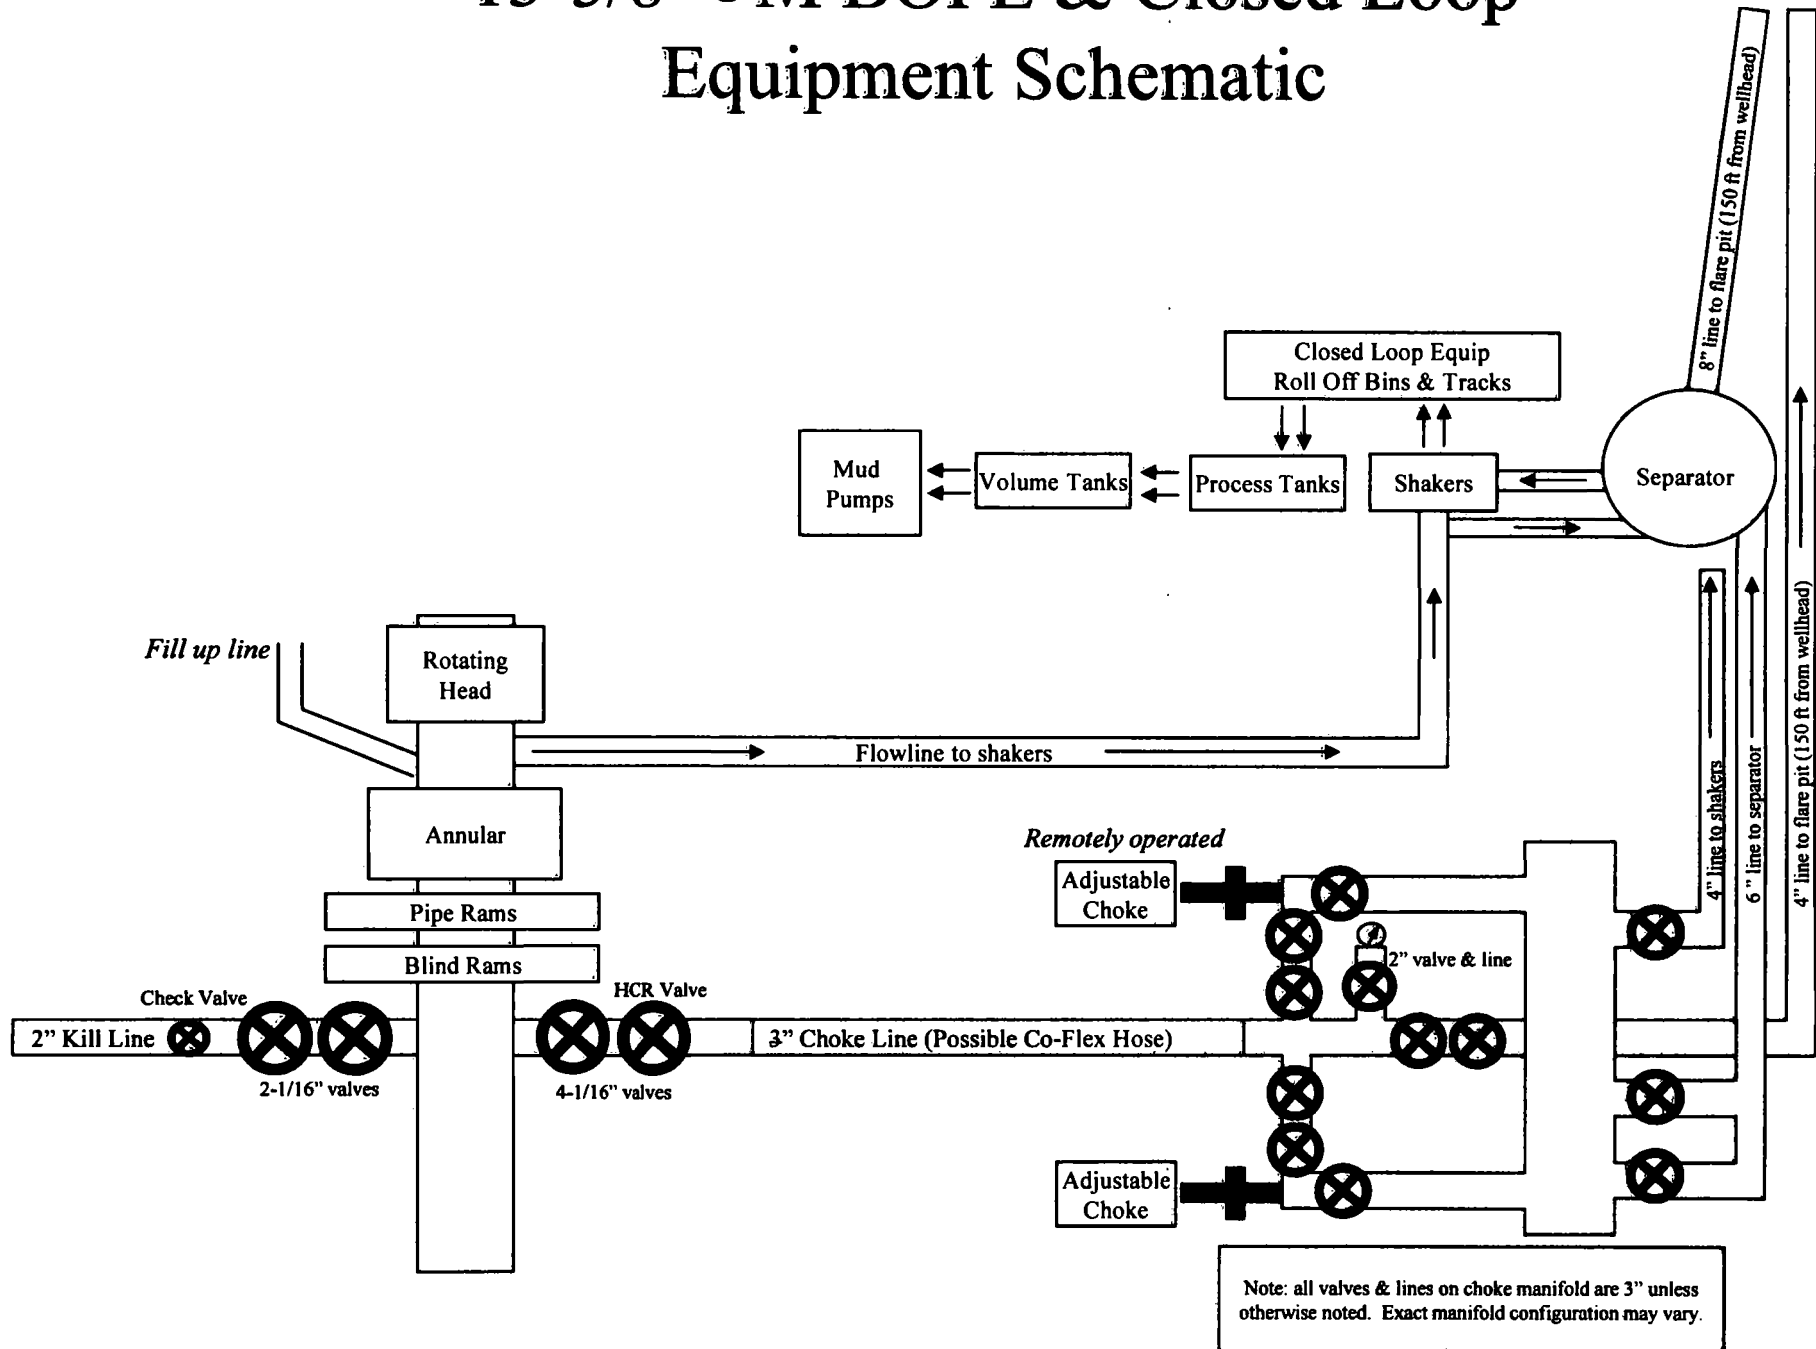 M BOPE & Closed Loop
Equipment Schematic
8” line to flare pit (150 ft from wellhead)
Closed Loop Equip
Roll Off Bins & Tracks
Mud
Pumps
Volume Tanks
Process Tanks
Shakers
Separator
Fill up line
Rotating
Head
Flowline to shakers
Annular
Pipe Rams
Blind Rams
Remotely operated
Adjustable
Choke
2” valve & line
4” line to shakers
6” line to separator
4” line to flare pit (150 ft from wellhead)
Check Valve
HCR Valve
2” Kill Line
3” Choke Line (Possible Co-Flex Hose)
2-1/16” valves
4-1/16” valves
Adjustable
Choke
Note: all valves & lines on choke manifold are 3” unless
otherwise noted. Exact manifold configuration may vary.